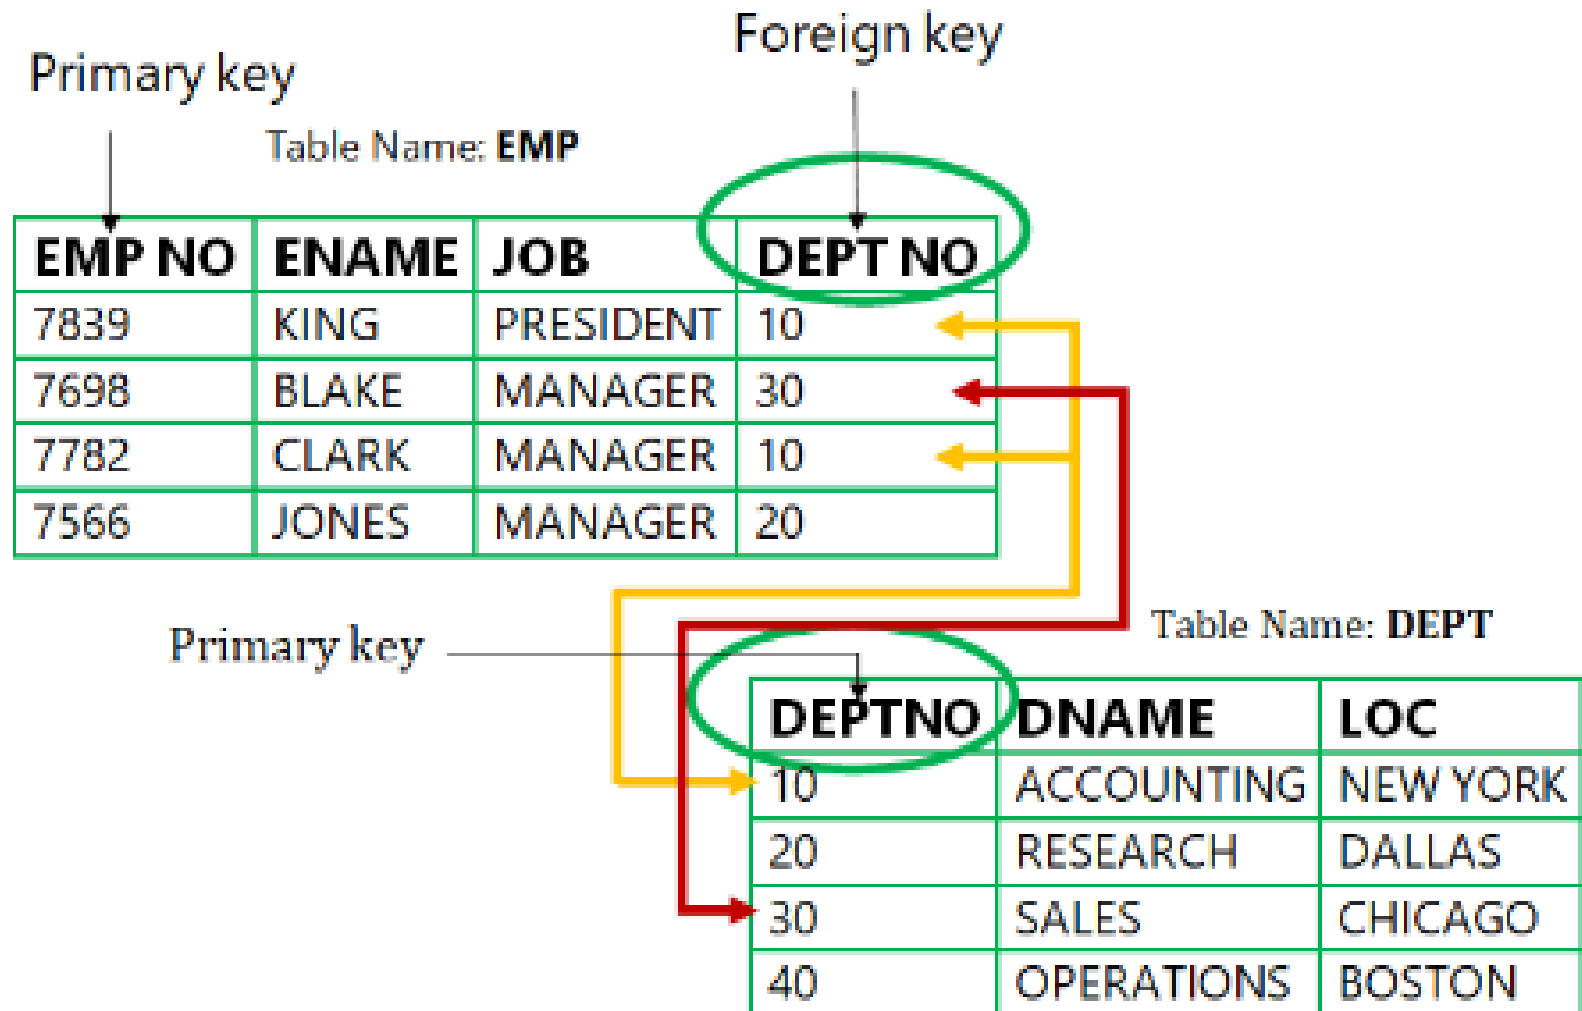 Foreign key
Primary key
Table Name: EMP
EMP NO ENAME JOB DEPT NO
7839 KING PRESIDENT 10
7698 BLAKE MANAGER 30
7782 CLARK MANAGER 10
7566 JONES MANAGER 20
Table Name: DEPT
Primary key
DEPTNO DNAME LOC
10 ACCOUNTING NEW YORK
20 RESEARCH DALLAS
30 SALES CHICAGO
40 OPERATIONS BOSTON